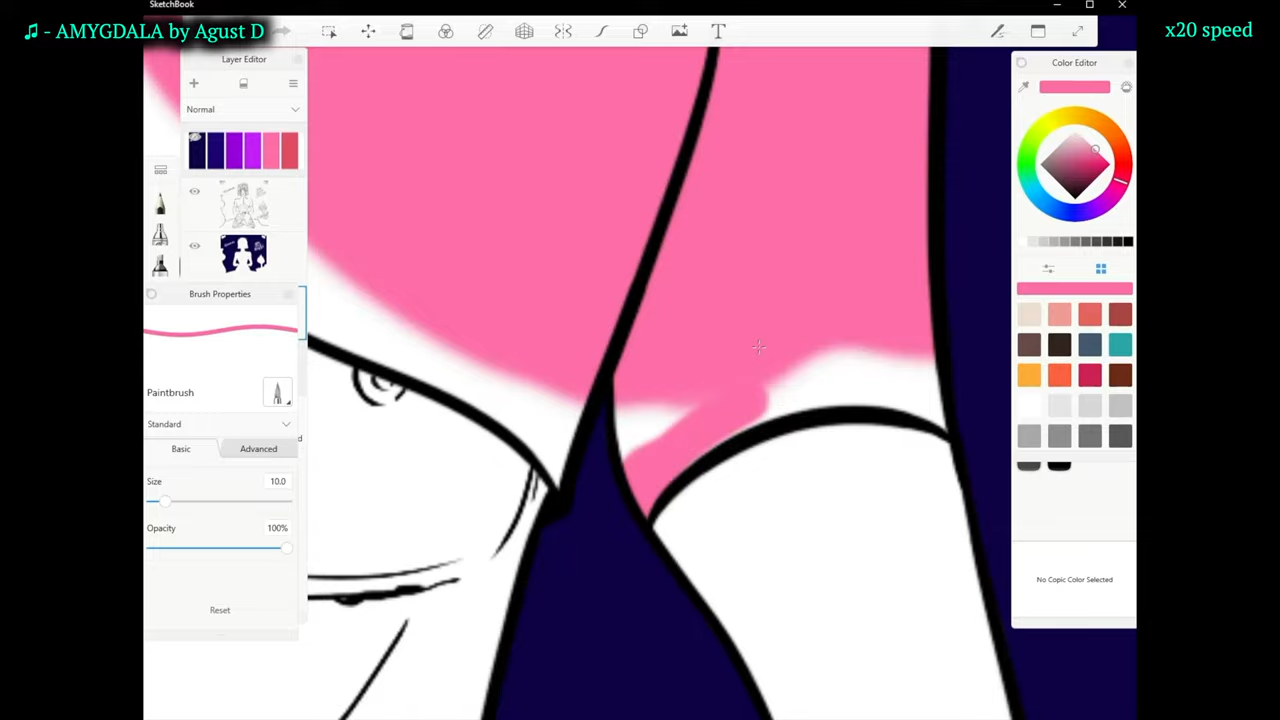 SketchBook
♫ - AMYGDALA by Agust D
x20 speed
Layer Editor
Color Editor
T
Normal
Brush Properties
Paintbrush
Standard
d
Basic
Advanced
Size
10.0
Opacity
100%
Reset
No Copic Color Selected